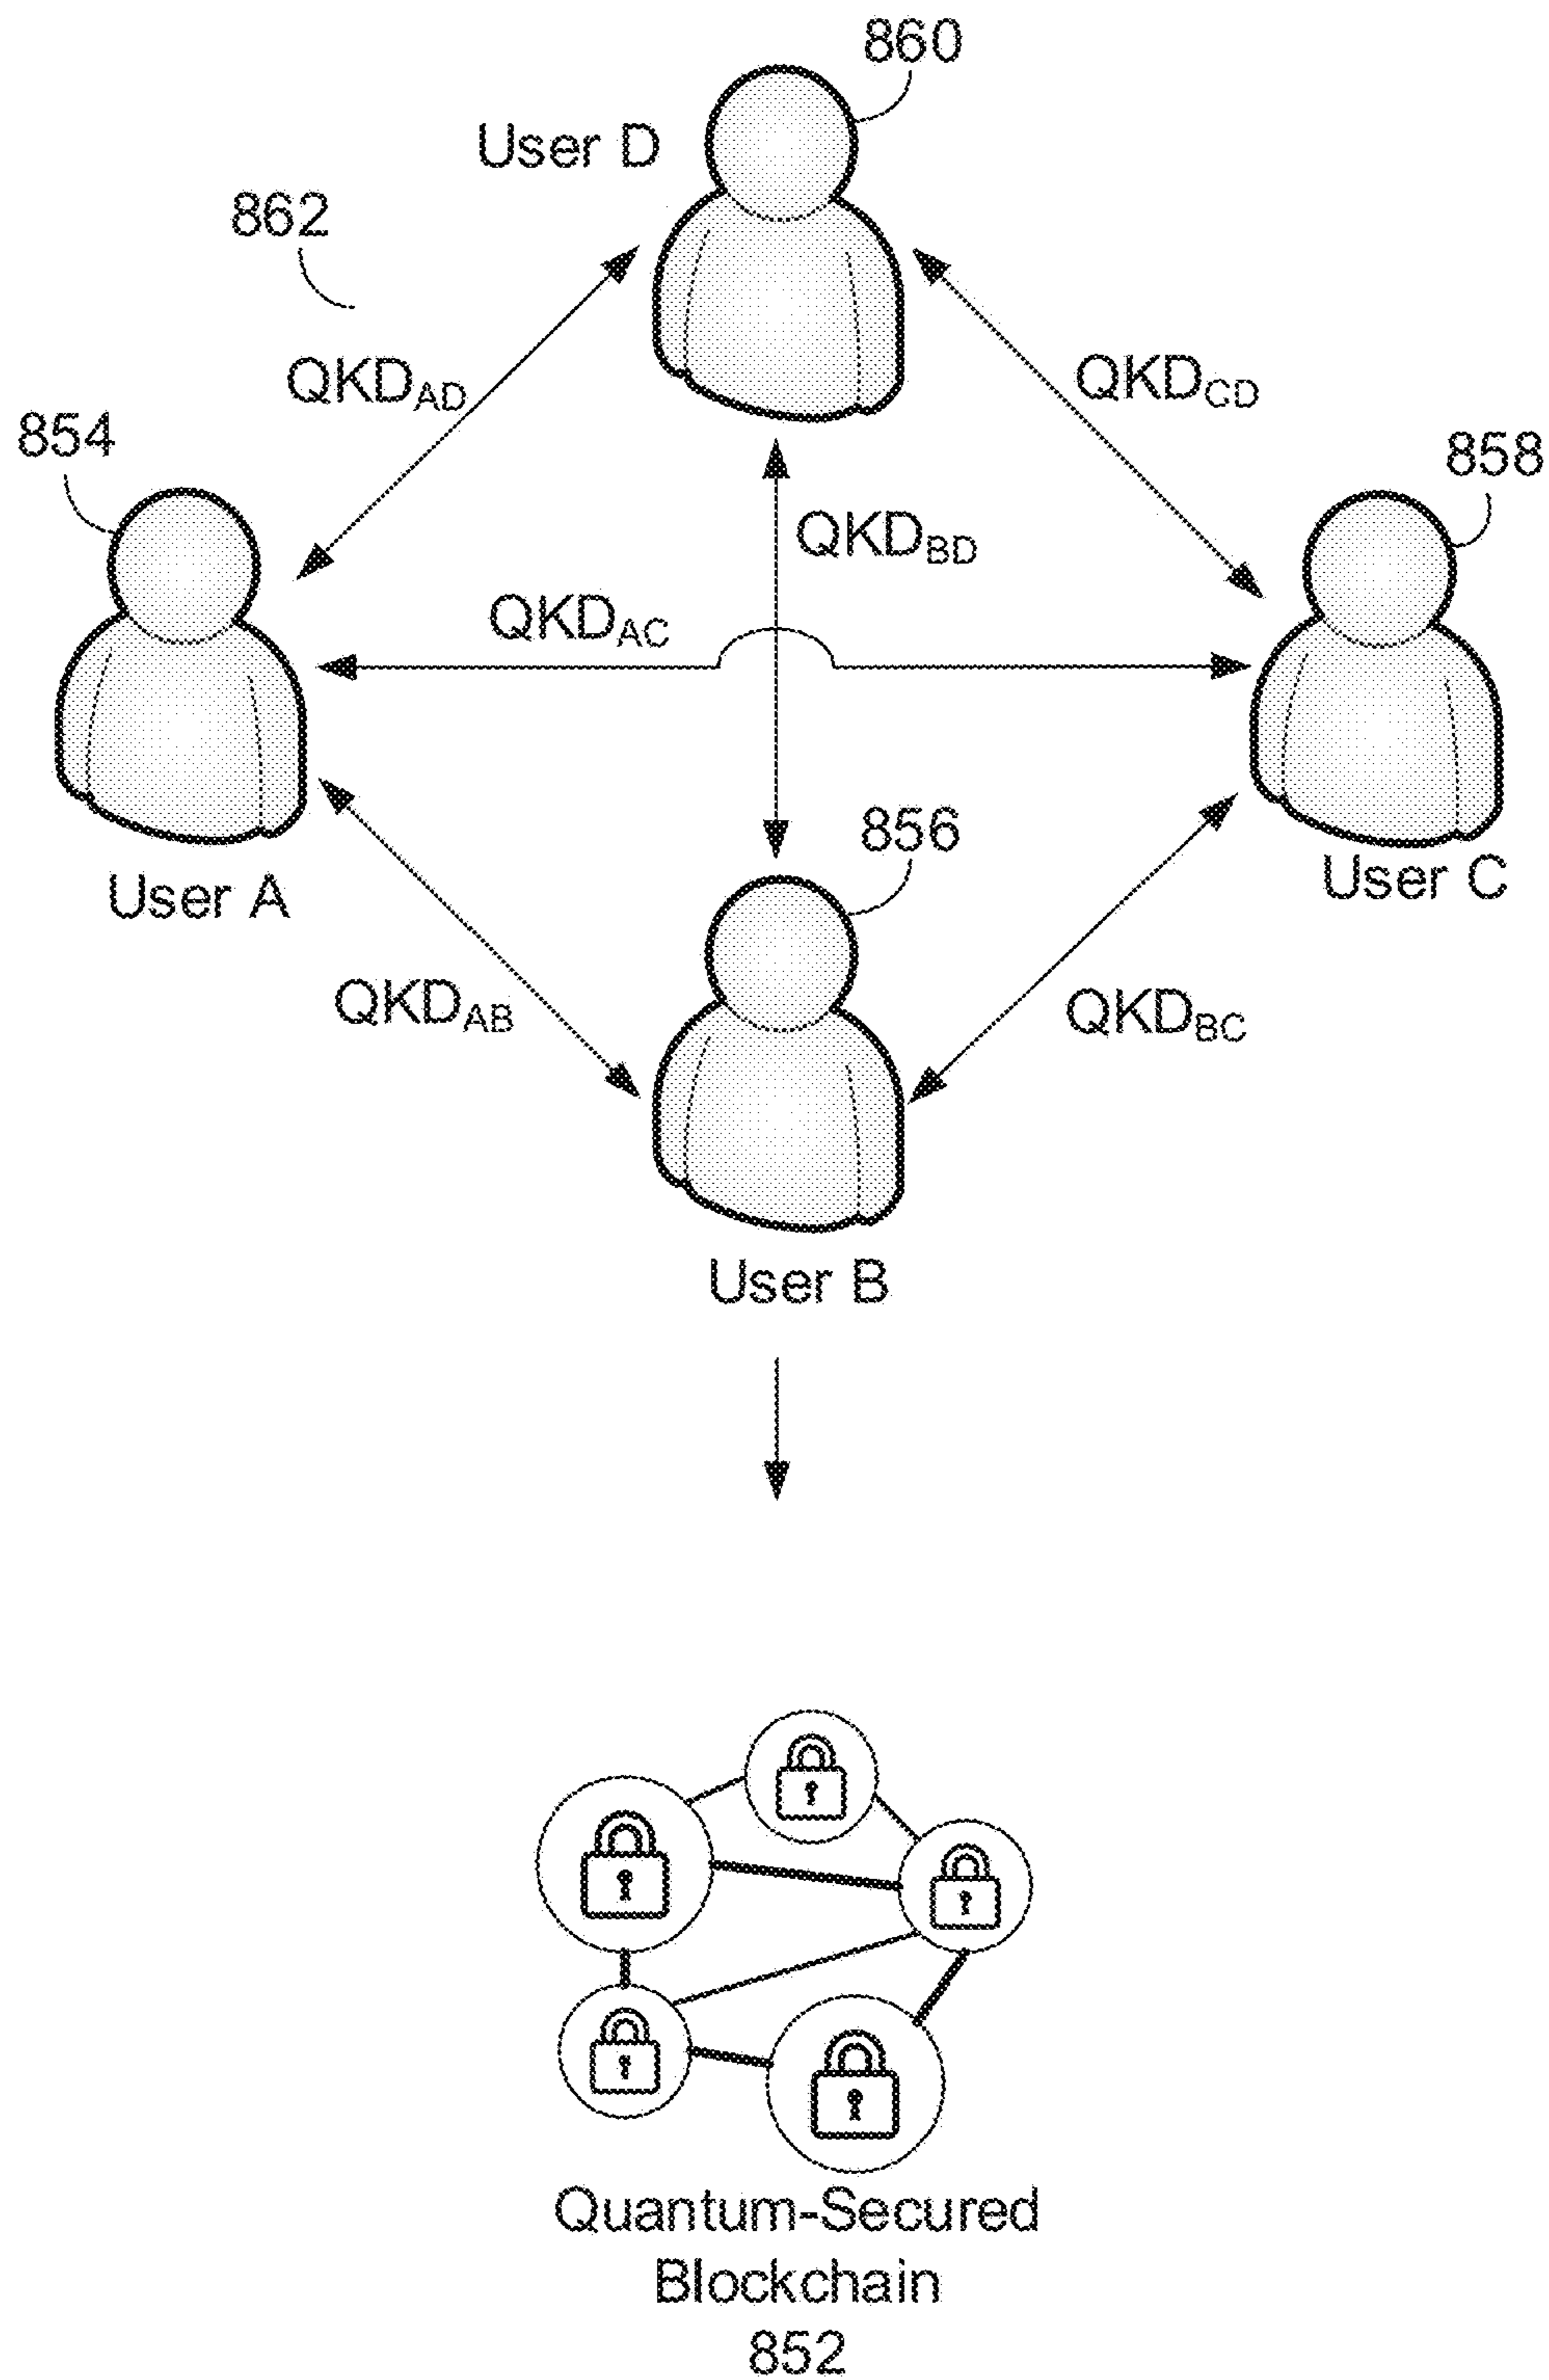 860
User D
862
QKDAD
QKDCD
854
858
QKDBD
QKDAC
856
User A
User C
QKDAB
QKDBC
User B
Quantum-Secured
Blockchain
852